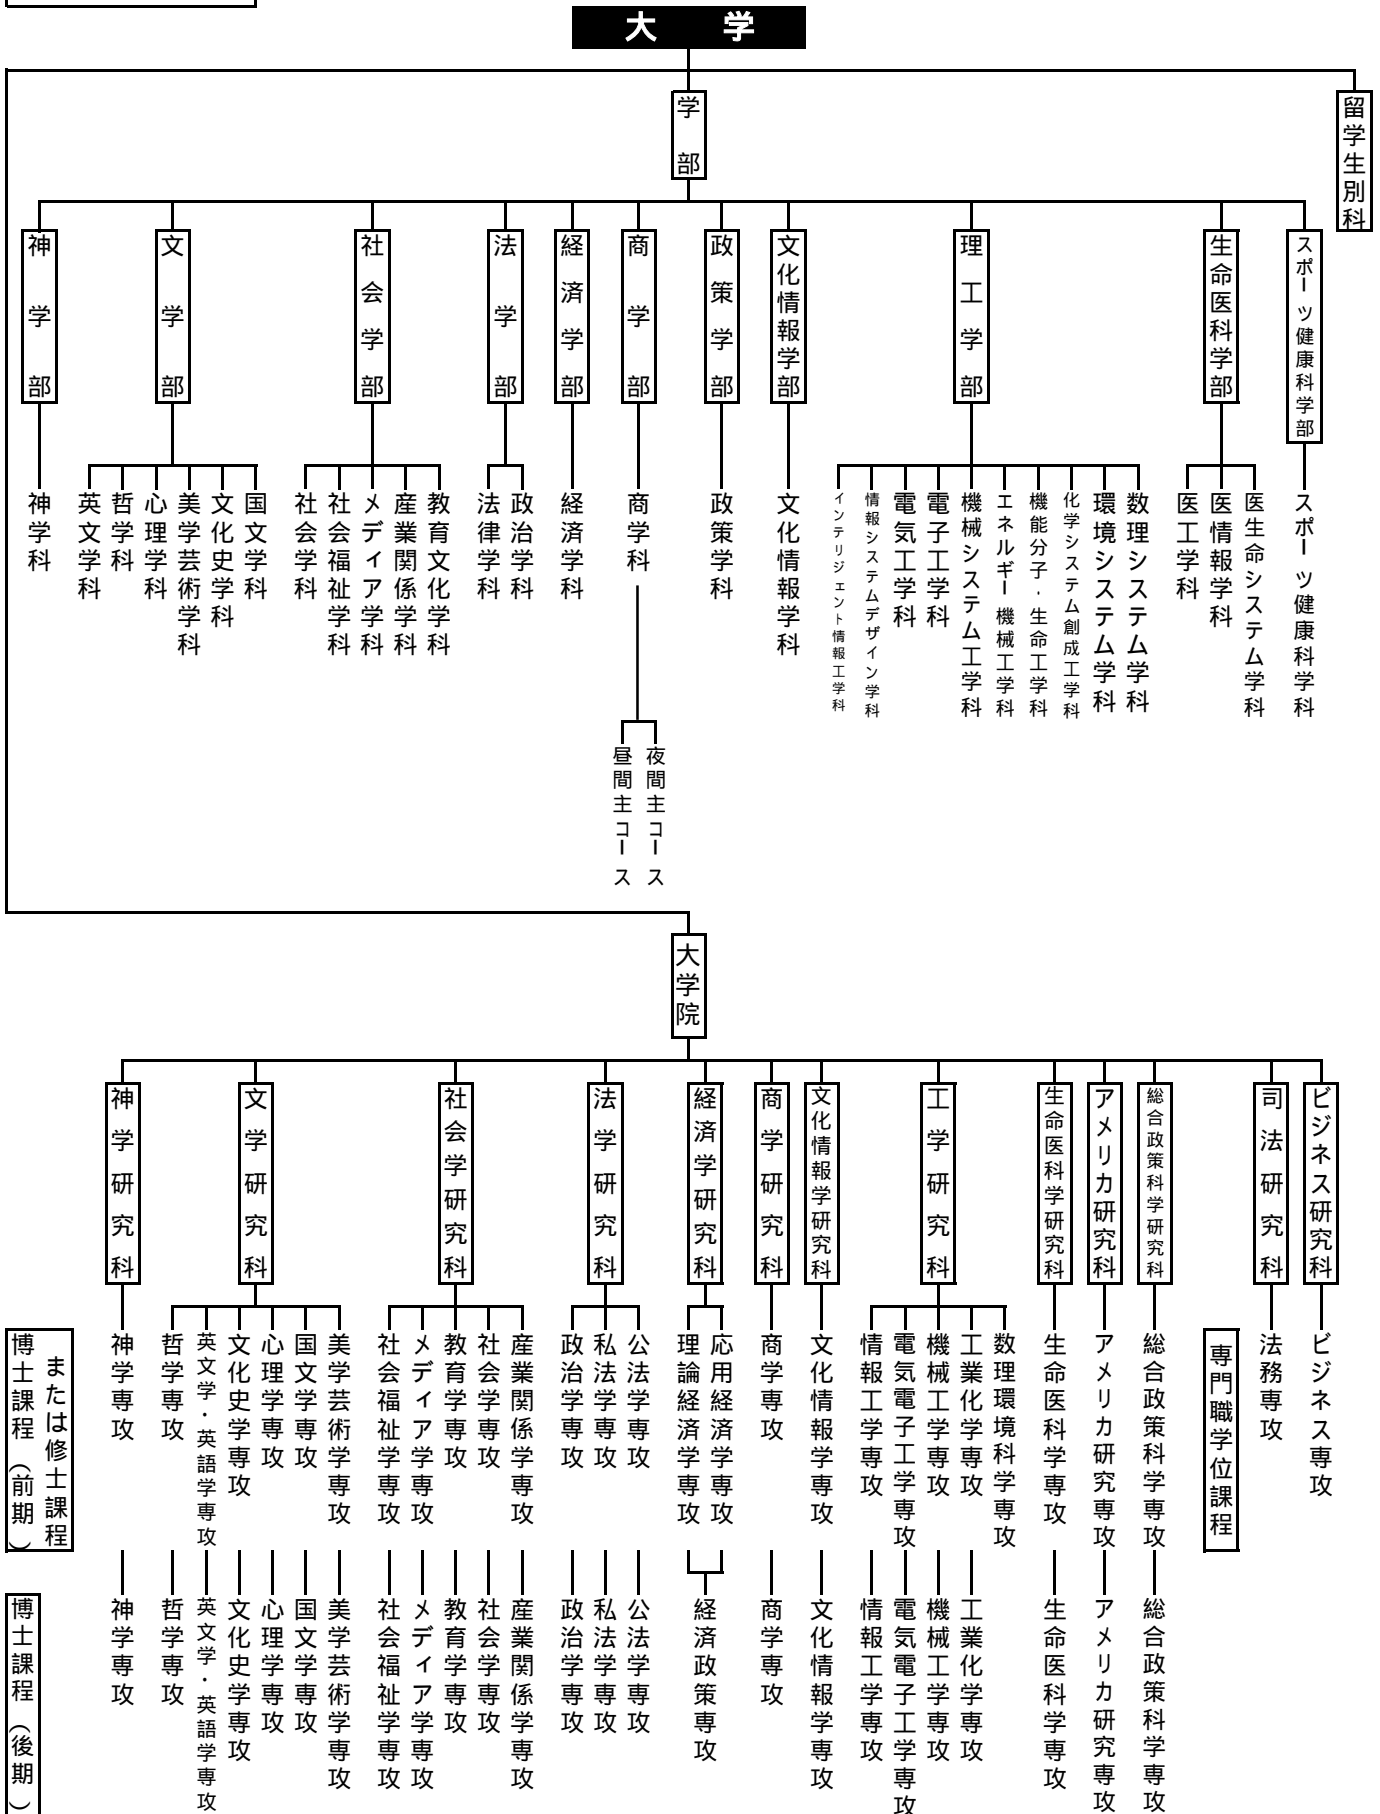 大学
学部
留学生別科
神学部
文学部
社会学部
法学部
経済学部
商学部
政策学部
文化情報学部
理工学部
生命医科学部
スポーツ健康科学部
神学科
英文学科
哲学科
心理学科
美学芸術学科
文化史学科
国文学科
社会学科
社会福祉学科
メディア学科
産業関係学科
教育文化学科
法律学科
政治学科
経済学科
商学科
政策学科
文化情報学科
インテリジェント情報工学科
情報システムデザイン学科
電気工学科
電子工学科
機械システム工学科
エネルギー機械工学科
機能分子・生命工学科
化学システム創成工学科
環境システム学科
数理システム学科
医工学科
医情報学科
医生命システム学科
スポーツ健康科学科
昼間主コース
夜間主コース
大学院
神学研究科
文学研究科
社会学研究科
法学研究科
経済学研究科
商学研究科
文化情報学研究科
工学研究科
生命医科学研究科
アメリカ研究科
総合政策科学研究科
司法研究科
ビジネス研究科
博士課程（前期）
または修士課程
神学専攻
哲学専攻
英文学・英語学専攻
文化史学専攻
心理学専攻
国文学専攻
美学芸術学専攻
社会福祉学専攻
メディア学専攻
教育学専攻
社会学専攻
産業関係学専攻
政治学専攻
私法学専攻
公法学専攻
理論経済学専攻
応用経済学専攻
商学専攻
文化情報学専攻
情報工学専攻
電気電子工学専攻
機械工学専攻
工業化学専攻
数理環境科学専攻
生命医科学専攻
アメリカ研究専攻
総合政策科学専攻
専門職学位課程
法務専攻
ビジネス専攻
博士課程（後期）
神学専攻
哲学専攻
英文学・英語学専攻
文化史学専攻
心理学専攻
国文学専攻
美学芸術学専攻
社会福祉学専攻
メディア学専攻
教育学専攻
社会学専攻
産業関係学専攻
政治学専攻
私法学専攻
公法学専攻
経済政策専攻
商学専攻
文化情報学専攻
情報工学専攻
電気電子工学専攻
機械工学専攻
工業化学専攻
生命医科学専攻
アメリカ研究専攻
総合政策科学専攻